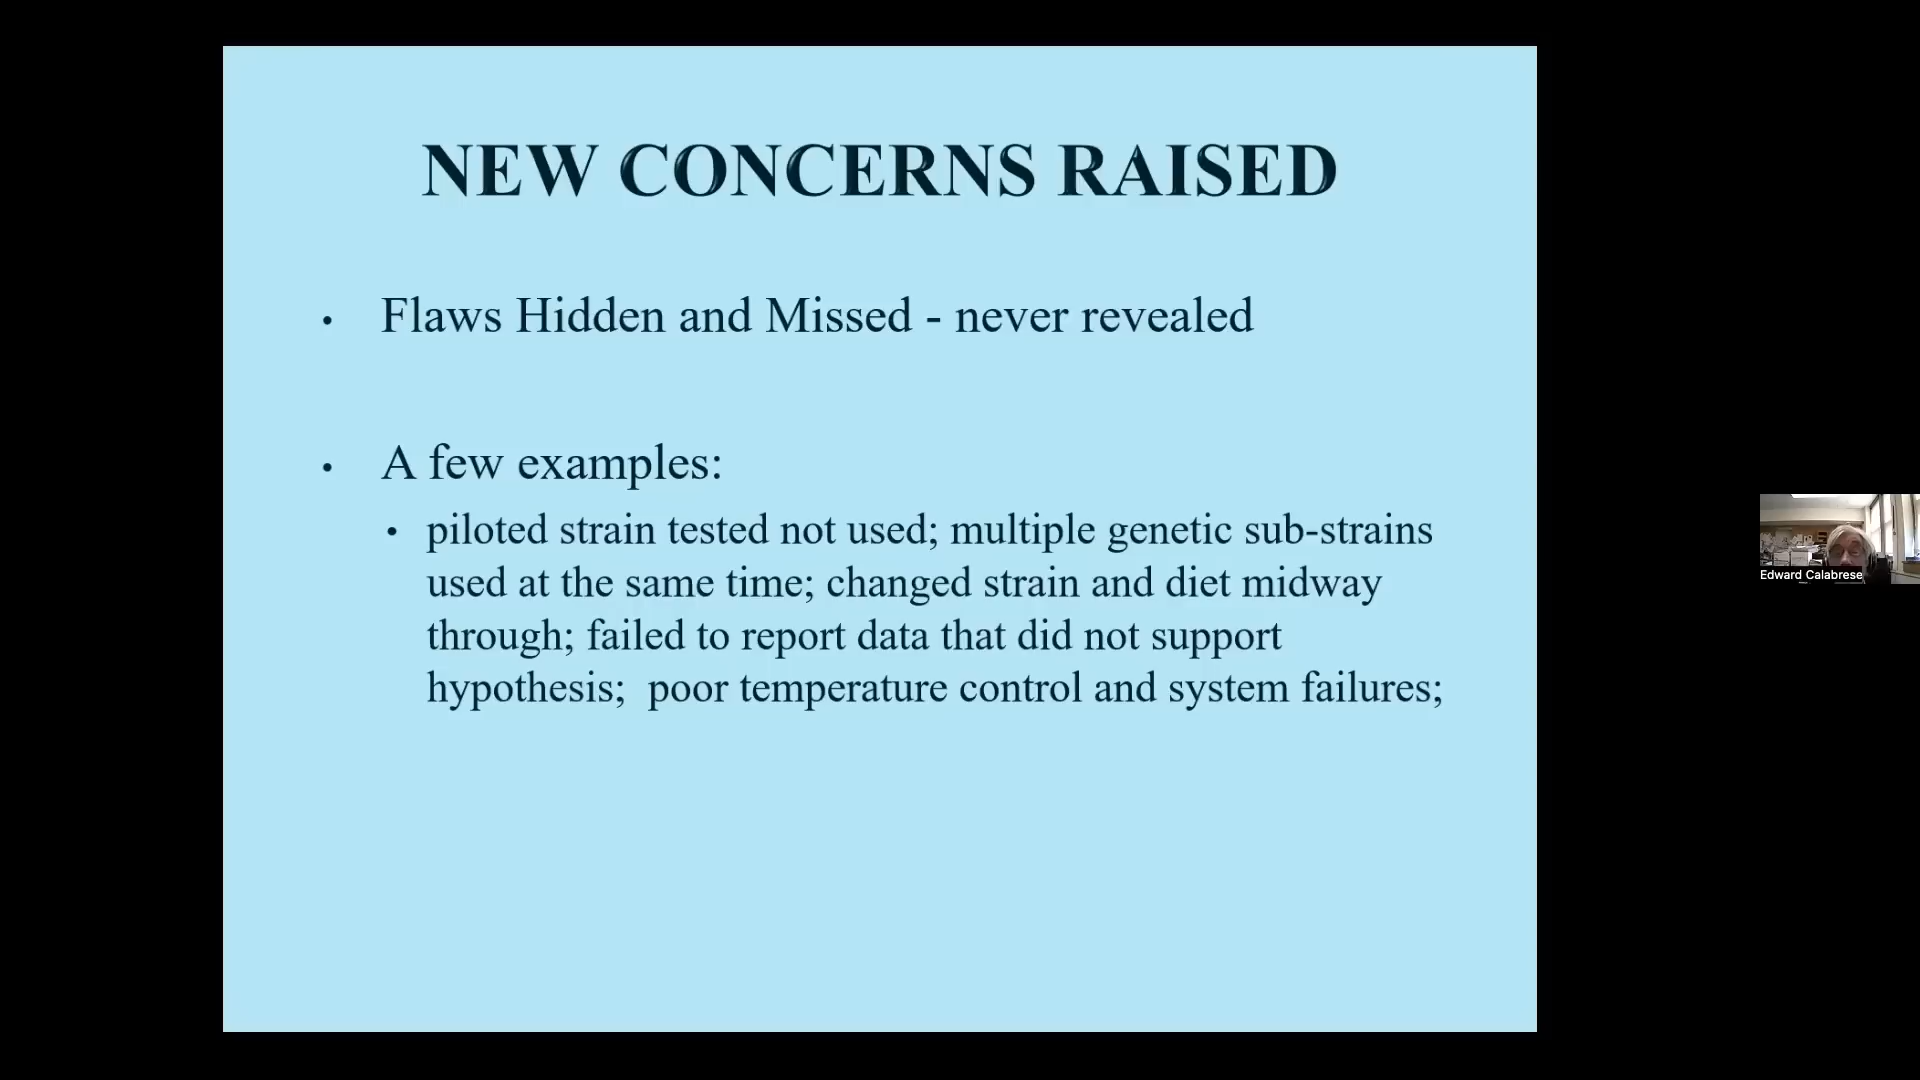 NEW CONCERNS RAISED
• Flaws Hidden and Missed - never revealed
• A few examples:
• piloted strain tested not used; multiple genetic sub-strains
used at the same time; changed strain and diet midway
through; failed to report data that did not support
hypothesis;  poor temperature control and system failures;
Edward Calabrese